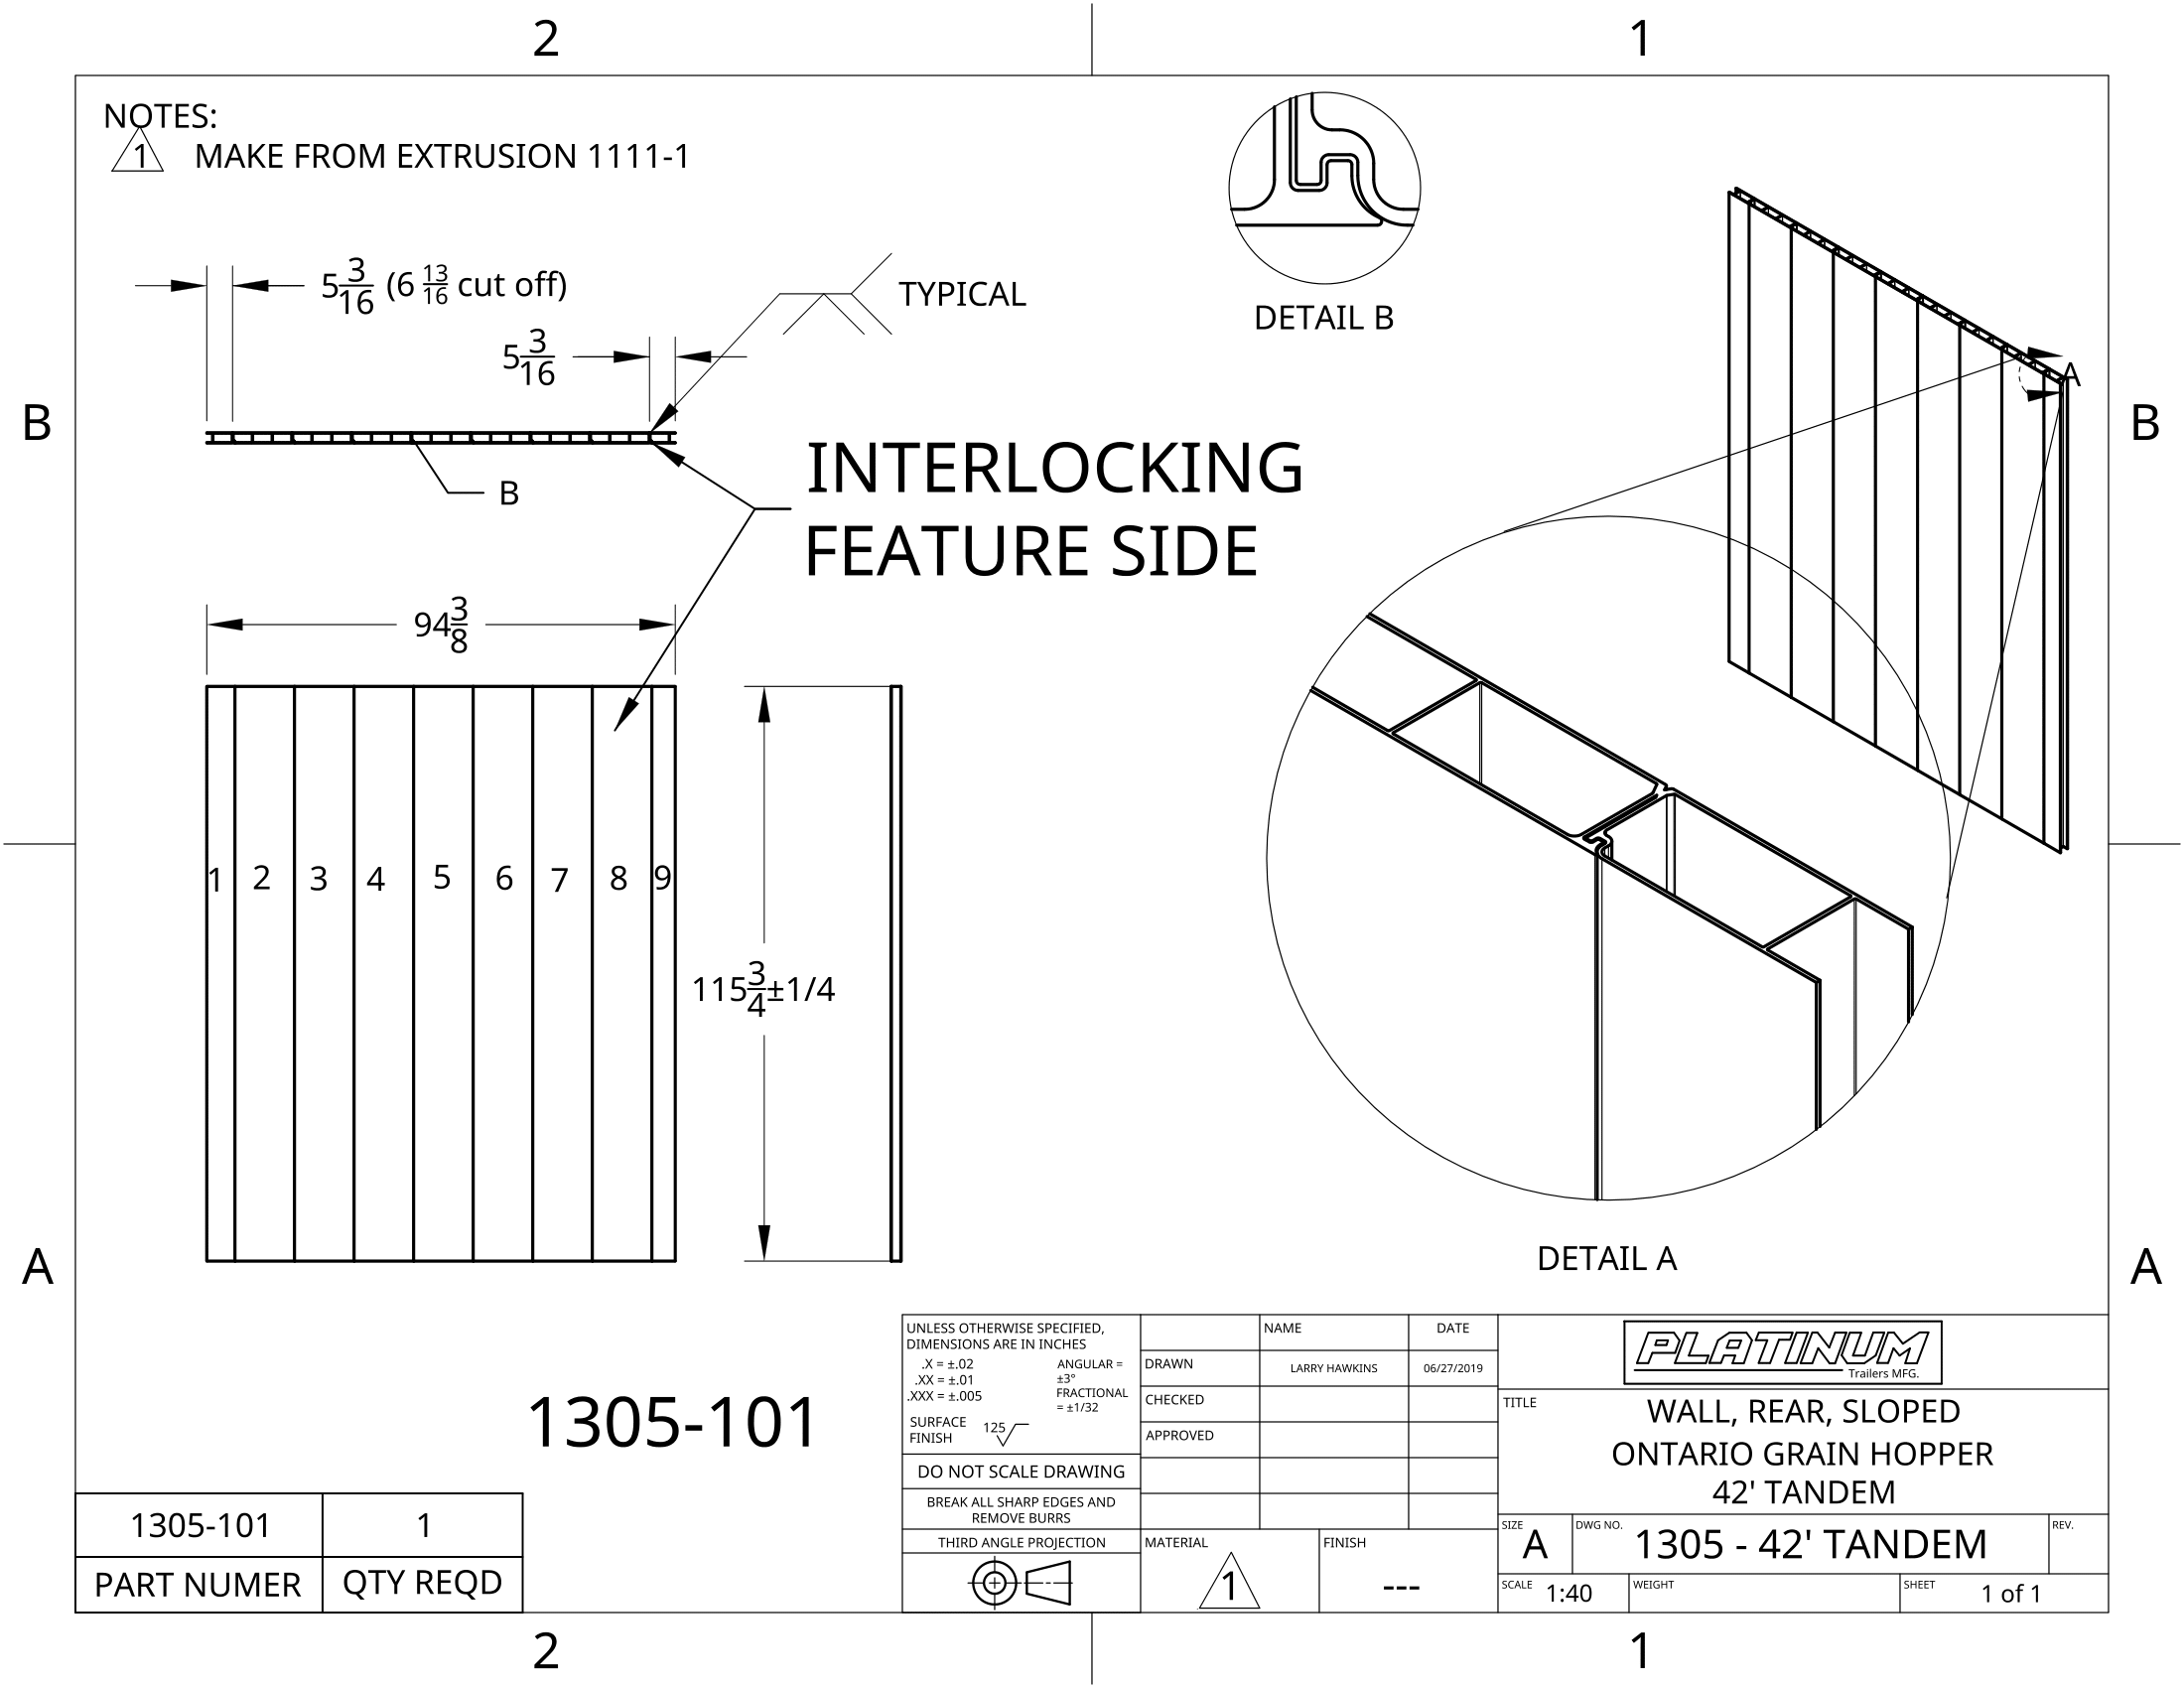 2
1
NOTES:
1 MAKE FROM EXTRUSION 1111-1
5 3/16 (6 13/16 cut off)
5 3/16
TYPICAL
DETAIL B
B
B
A
B
INTERLOCKING
FEATURE SIDE
94 3/8
1 2 3 4 5 6 7 8 9
115 3/4 ±1/4
DETAIL A
A
A
1305-101
1305-101 1
PART NUMER QTY REQD
UNLESS OTHERWISE SPECIFIED,
DIMENSIONS ARE IN INCHES
.X = ±.02
.XX = ±.01
.XXX = ±.005
ANGULAR =
±3°
FRACTIONAL
= ±1/32
SURFACE
FINISH
125
DO NOT SCALE DRAWING
BREAK ALL SHARP EDGES AND
REMOVE BURRS
THIRD ANGLE PROJECTION
NAME DATE
DRAWN LARRY HAWKINS 06/27/2019
CHECKED
APPROVED
MATERIAL
1
FINISH
---
PLATINUM
Trailers MFG.
TITLE
WALL, REAR, SLOPED
ONTARIO GRAIN HOPPER
42' TANDEM
SIZE
A
DWG NO.
1305 - 42' TANDEM
REV.
SCALE 1:40
WEIGHT
SHEET 1 of 1
2
1